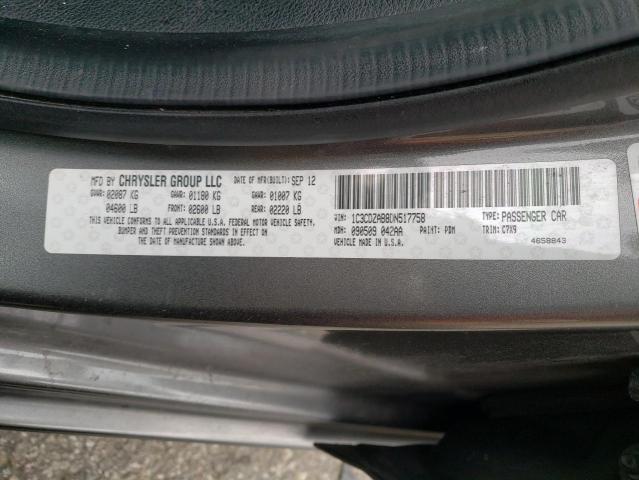 MFD BY CHRYSLER GROUP LLC DATE OF MFR(BUILT): SEP 12
GVWR: 02087 KG GAWR: 01180 KG GAWR: 01007 KG
04600 LB FRONT: 02600 LB REAR: 02220 LB
THIS VEHICLE CONFORMS TO ALL APPLICABLE U.S.A. FEDERAL MOTOR VEHICLE SAFETY,
BUMPER AND THEFT PREVENTION STANDARDS IN EFFECT ON
THE DATE OF MANUFACTURE SHOWN ABOVE.
VIN: 1C3CDZAB8DN517758 TYPE: PASSENGER CAR
MDH: 090509 042AA PAINT: PDM TRIM: C7X9
VEHICLE MADE IN U.S.A. 4658843